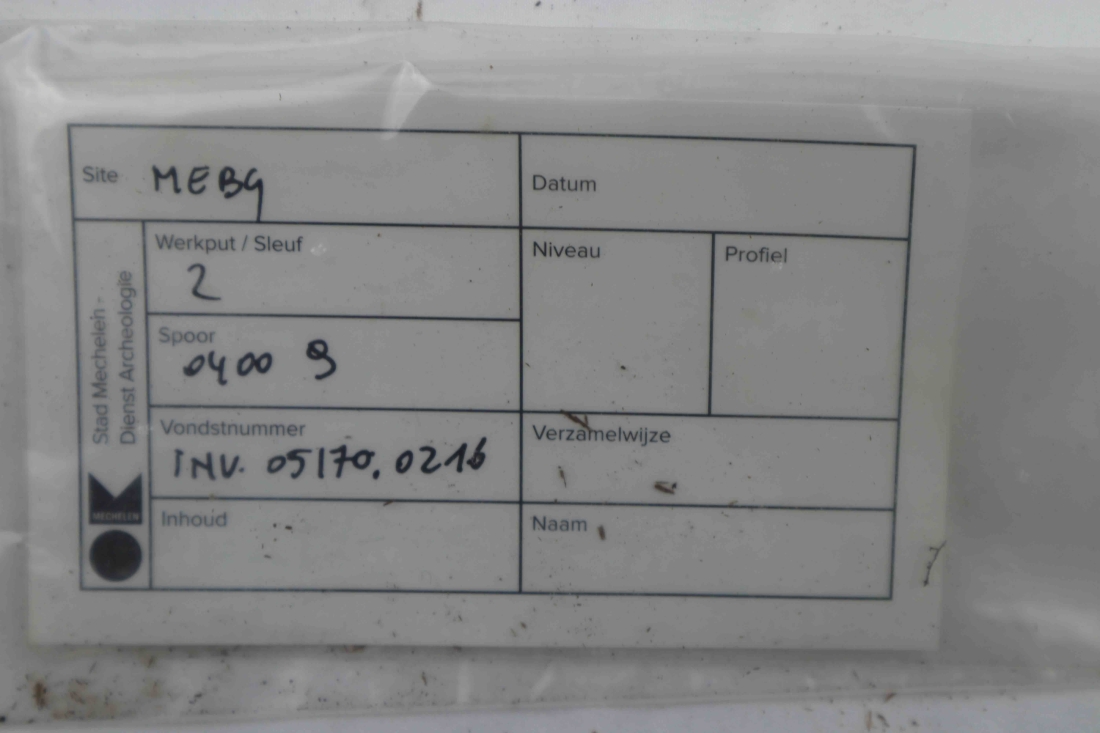 Site MEBG
Datum
Werkput / Sleuf
2
Niveau
Profiel
Spoor
0400 9
Vondstnummer
INV. 05170.0216
Verzamelwijze
Inhoud
Naam
Stad Mechelen -
Dienst Archeologie
MECHELEN